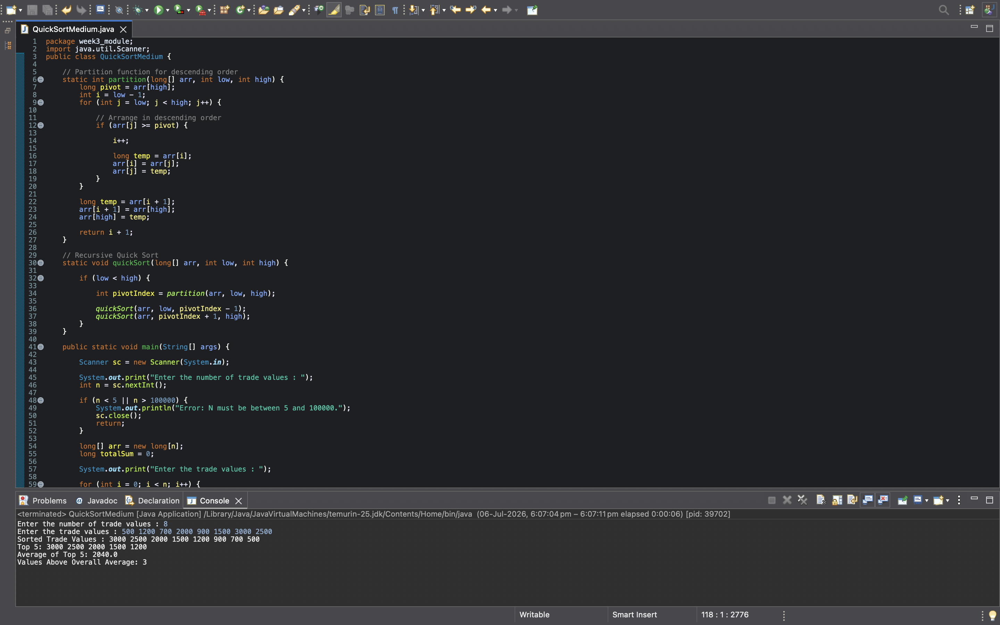 QuickSortMedium.java
1 package week3_module;
2 import java.util.Scanner;
3 public class QuickSortMedium {
4
5     // Partition function for descending order
6     static int partition(long[] arr, int low, int high) {
7         long pivot = arr[high];
8         int i = low - 1;
9         for (int j = low; j < high; j++) {
10
11             // Arrange in descending order
12             if (arr[j] >= pivot) {
13
14                 i++;
15
16                 long temp = arr[i];
17                 arr[i] = arr[j];
18                 arr[j] = temp;
19             }
20         }
21
22         long temp = arr[i + 1];
23         arr[i + 1] = arr[high];
24         arr[high] = temp;
25
26         return i + 1;
27     }
28
29     // Recursive Quick Sort
30     static void quickSort(long[] arr, int low, int high) {
31
32         if (low < high) {
33
34             int pivotIndex = partition(arr, low, high);
35
36             quickSort(arr, low, pivotIndex - 1);
37             quickSort(arr, pivotIndex + 1, high);
38         }
39     }
40
41     public static void main(String[] args) {
42
43         Scanner sc = new Scanner(System.in);
44
45         System.out.print("Enter the number of trade values : ");
46         int n = sc.nextInt();
47
48         if (n < 5 || n > 100000) {
49             System.out.println("Error: N must be between 5 and 100000.");
50             sc.close();
51             return;
52         }
53
54         long[] arr = new long[n];
55         long totalSum = 0;
56
57         System.out.print("Enter the trade values : ");
58
59         for (int i = 0; i < n; i++) {
Problems @ Javadoc Declaration Console
<terminated> QuickSortMedium [Java Application] /Library/Java/JavaVirtualMachines/temurin-25.jdk/Contents/Home/bin/java (06-Jul-2026, 6:07:04 pm – 6:07:11 pm elapsed 0:00:06) [pid: 39702]
Enter the number of trade values : 8
Enter the trade values : 500 1200 700 2000 900 1500 3000 2500
Sorted Trade Values : 3000 2500 2000 1500 1200 900 700 500
Top 5: 3000 2500 2000 1500 1200
Average of Top 5: 2040.0
Values Above Overall Average: 3
Writable Smart Insert 118 : 1 : 2776